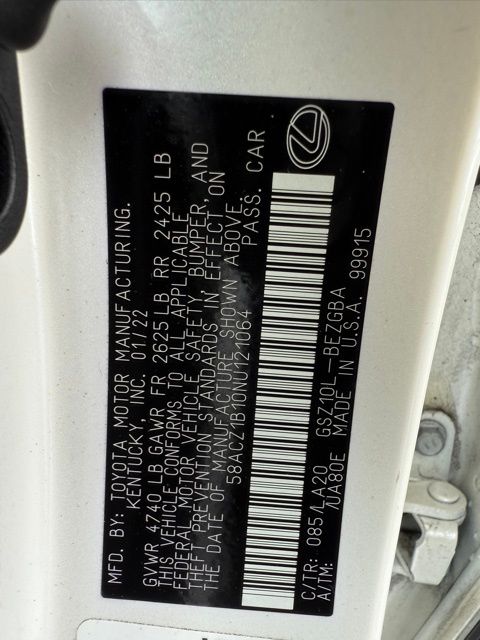 MFD. BY: TOYOTA MOTOR MANUFACTURING.
KENTUCKY, INC. 01/22
GVWR 4740 LB GAWR FR 2625 LB RR 2425 LB
THIS VEHICLE CONFORMS TO ALL APPLICABLE
FEDERAL MOTOR VEHICLE SAFETY, BUMPER, AND
THEFT PREVENTION STANDARDS IN EFFECT ON
THE DATE OF MANUFACTURE SHOWN ABOVE.
58ACZ1B10NU121064 PASS. CAR
C/TR: 085/LA20 GSZ10L-BEZGBA
A/TM: /UA80E MADE IN U.S.A. 99915